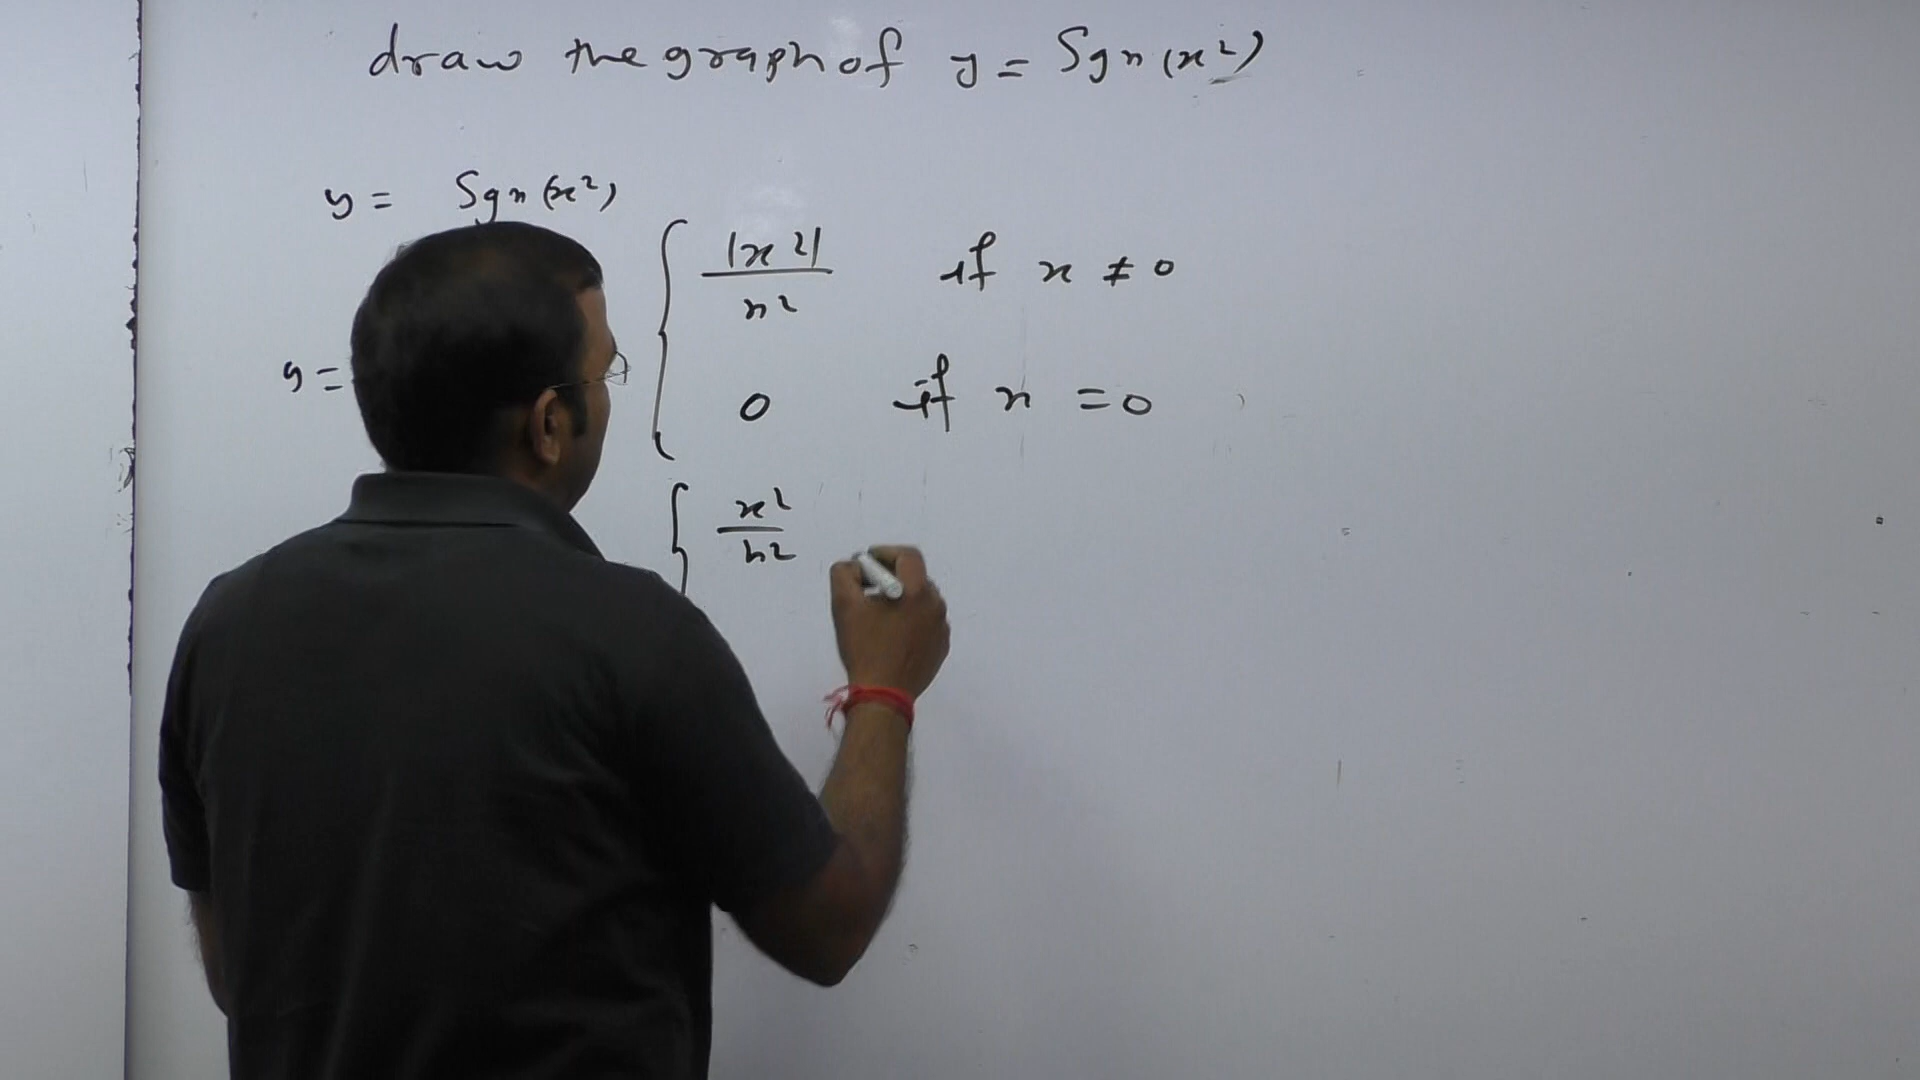 draw the graph of y = Sgn(x²)
y = Sgn(x²)
|x²| / x² if x ≠ 0
y =
0 if x = 0
x² / x²